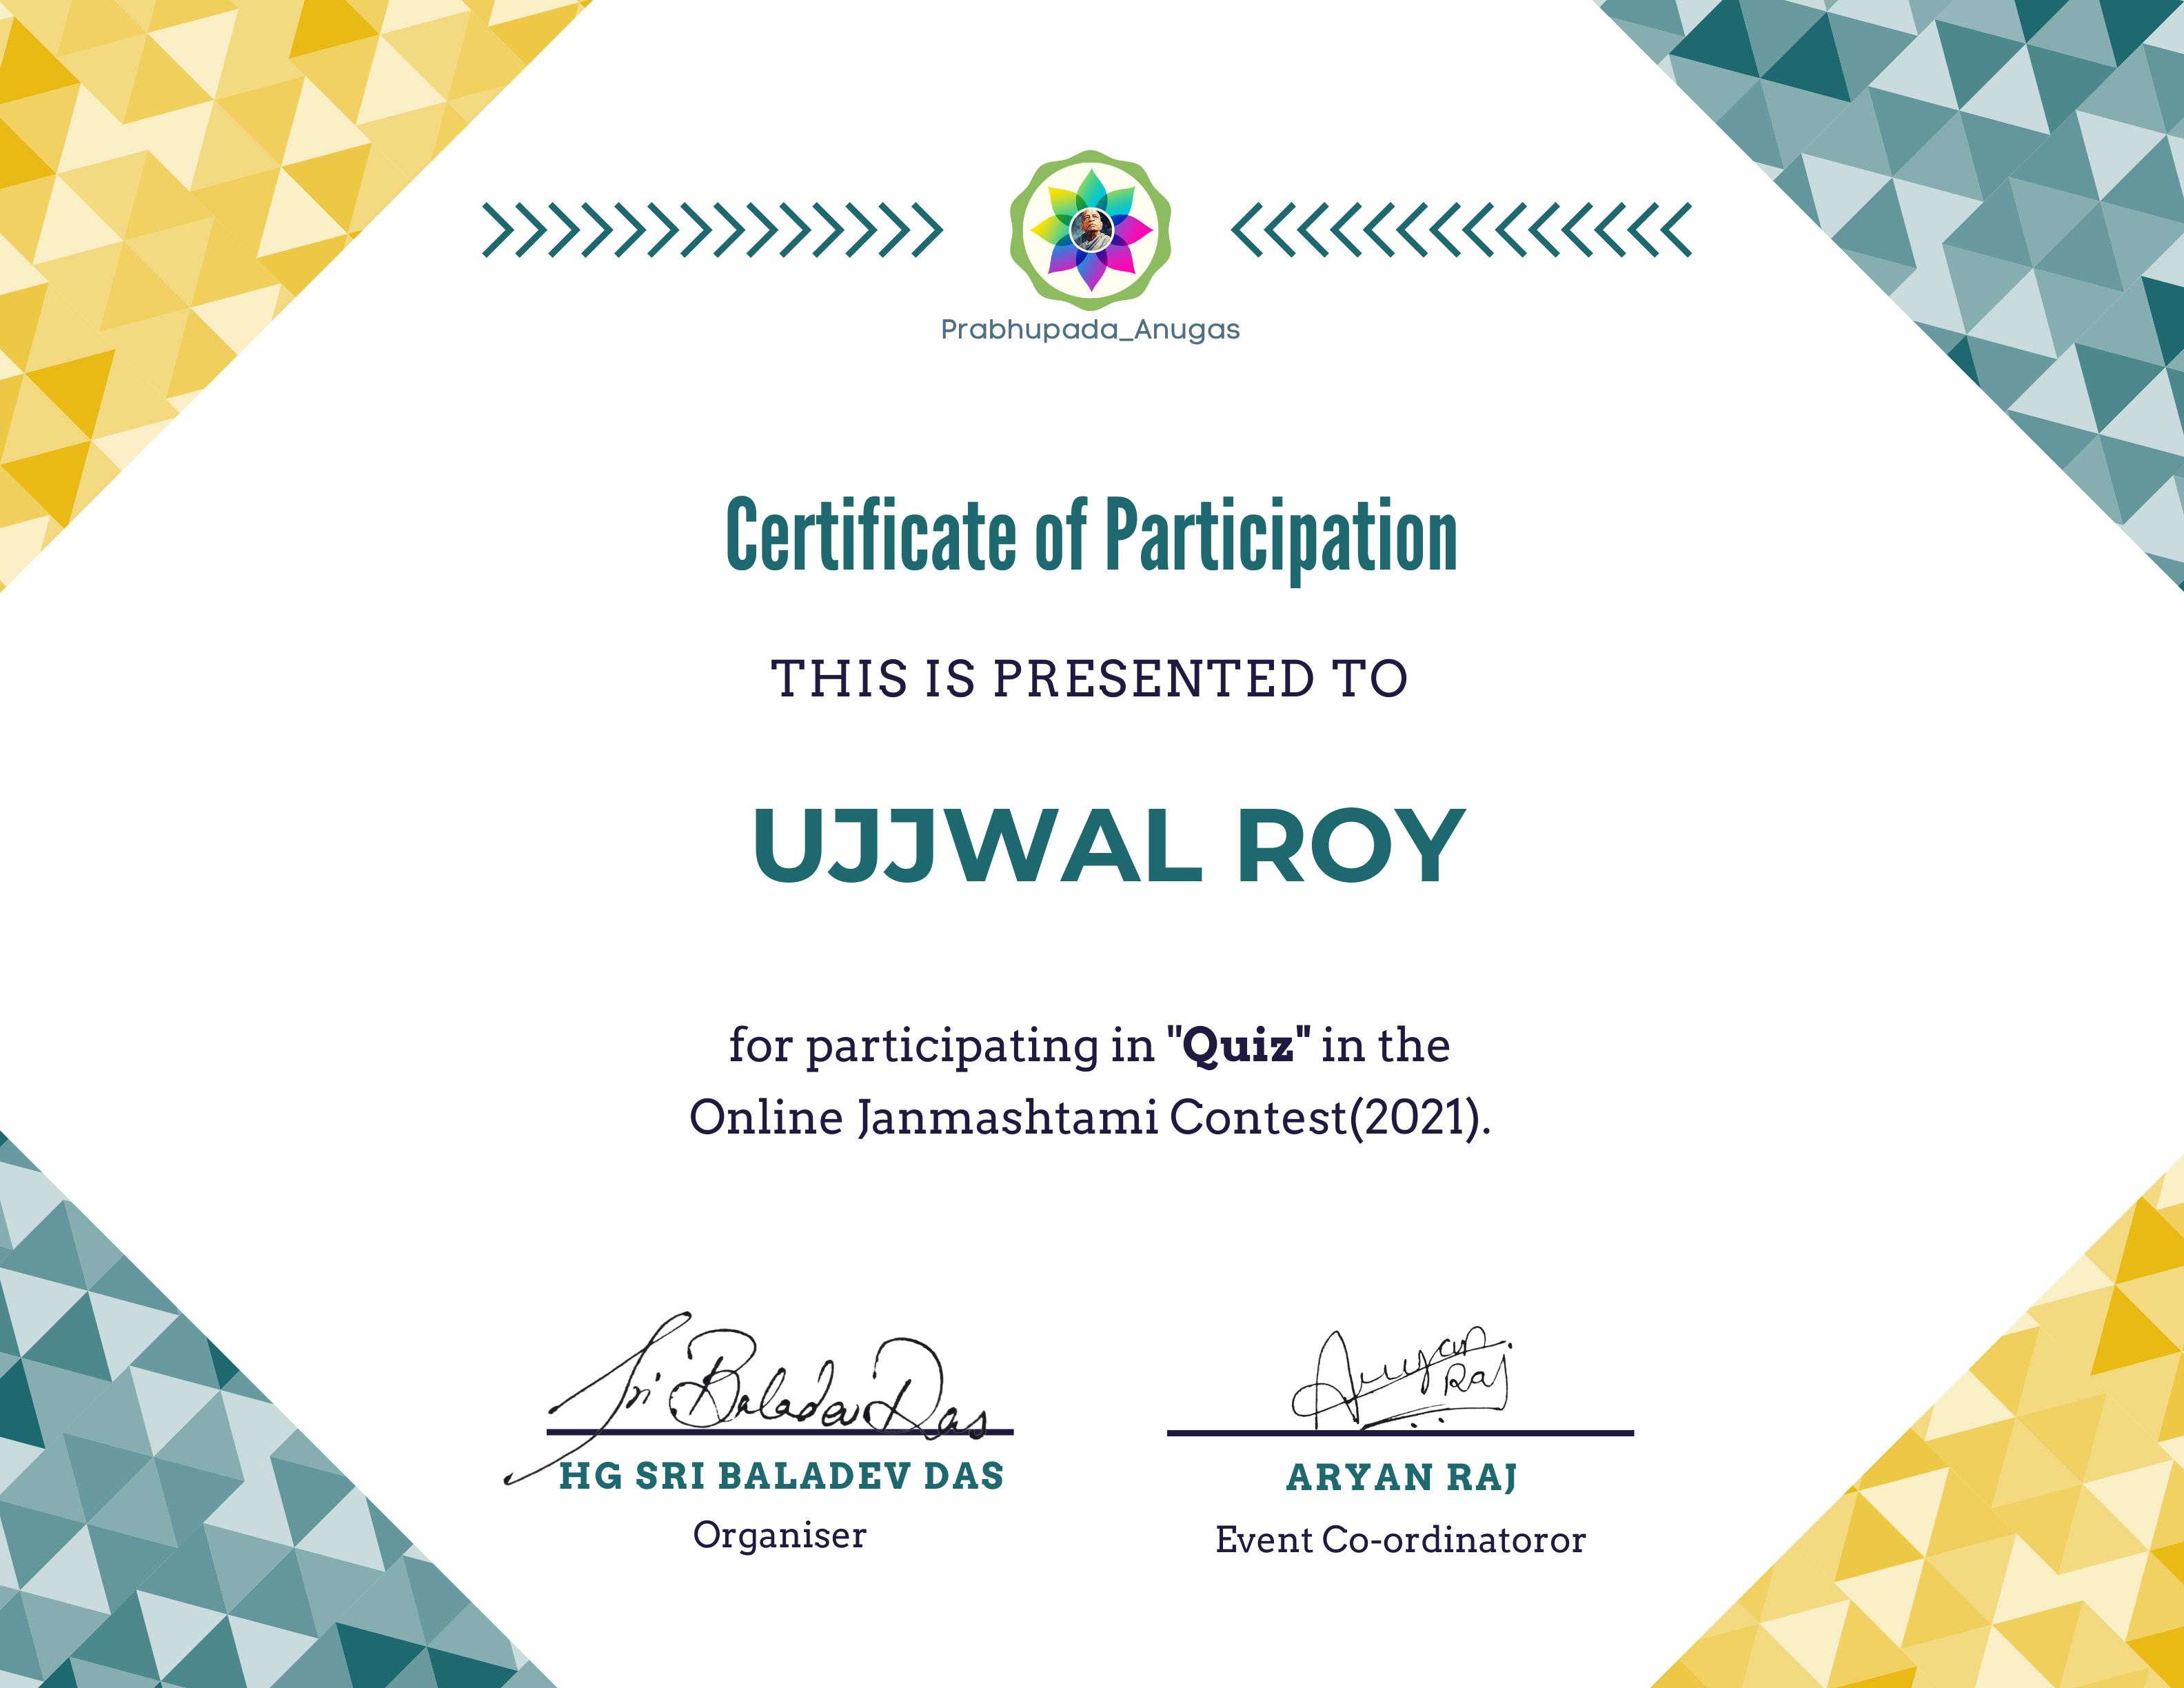 Prabhupada_Anugas
Certificate of Participation
THIS IS PRESENTED TO
UJJWAL ROY
for participating in "Quiz" in the
Online Janmashtami Contest(2021).
Sri Baladev Das
Aryan
Raj
HG SRI BALADEV DAS
ARYAN RAJ
Organiser
Event Co-ordinatoror